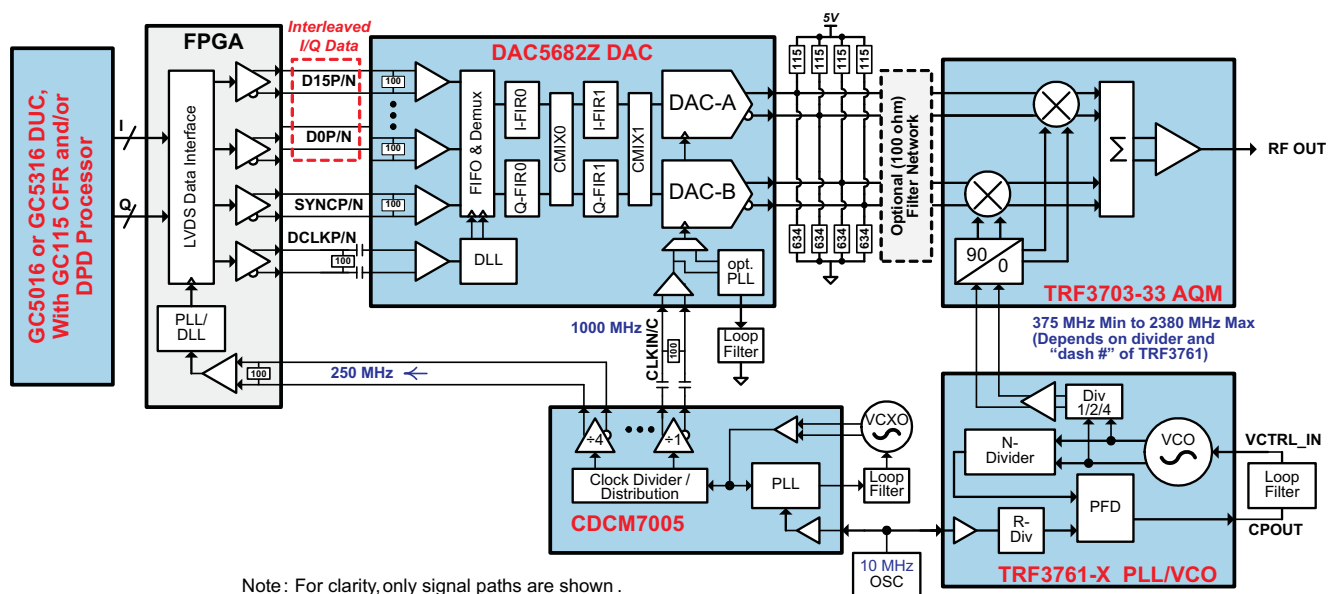 GC5016 or GC5316 DUC,
With GC115 CFR and/or
DPD Processor
I
Q
FPGA
LVDS Data Interface
PLL/
DLL
100
250 MHz
Interleaved
I/Q Data
D15P/N
D0P/N
SYNCP/N
DCLKP/N
100
100
100
100
DAC5682Z DAC
FIFO & Demux
I-FIR0
Q-FIR0
CMIX0
I-FIR1
Q-FIR1
CMIX1
DAC-A
DAC-B
DLL
opt.
PLL
Loop
Filter
1000 MHz
CLKIN/C
100
5V
115
115
115
115
634
634
634
634
Optional (100 ohm)
Filter Network
Σ
90
0
TRF3703-33 AQM
RF OUT
375 MHz Min to 2380 MHz Max
(Depends on divider and
“dash #” of TRF3761)
÷4
÷1
Clock Divider /
Distribution
PLL
VCXO
Loop
Filter
CDCM7005
10 MHz
OSC
Div
1/2/4
N-
Divider
VCO
PFD
R-
Div
TRF3761-X PLL/VCO
VCTRL_IN
Loop
Filter
CPOUT
Note: For clarity, only signal paths are shown .